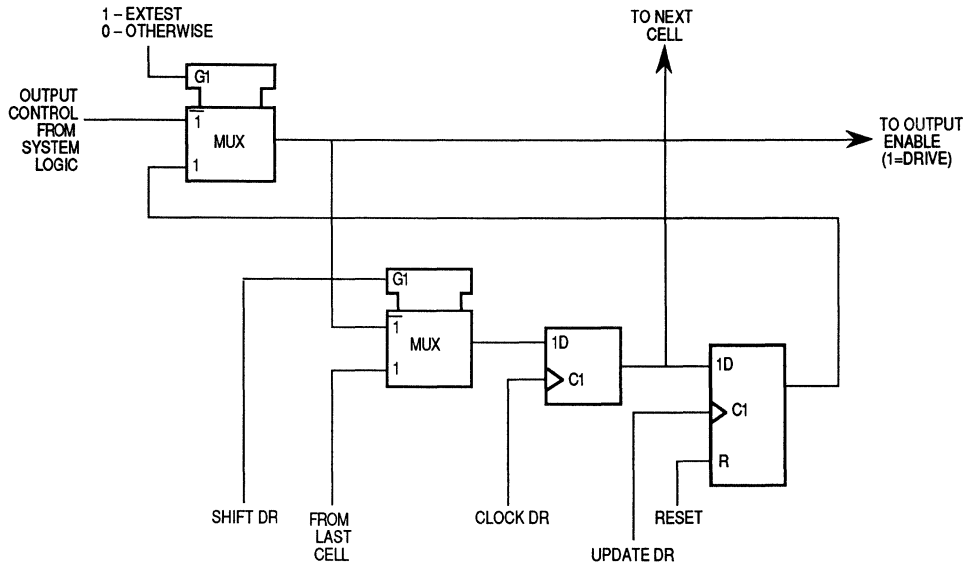 1 – EXTEST
0 – OTHERWISE
TO NEXT
CELL
G1
OUTPUT
CONTROL
FROM
SYSTEM
LOGIC
1
MUX
1
TO OUTPUT
ENABLE
(1=DRIVE)
G1
1
MUX
1
1D
C1
1D
C1
R
SHIFT DR
FROM
LAST
CELL
CLOCK DR
RESET
UPDATE DR